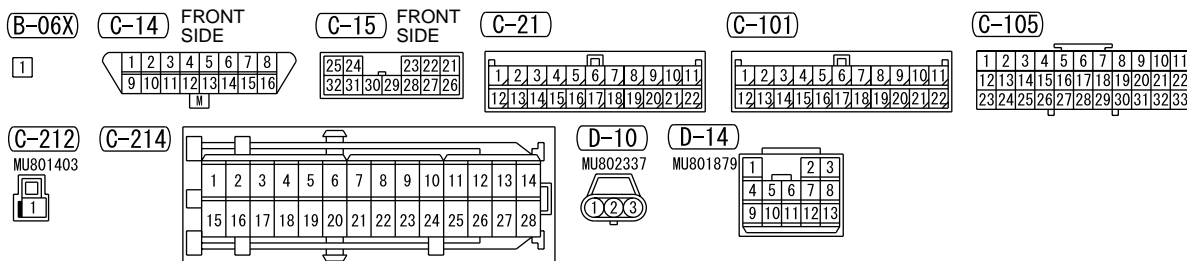 B-06X
1
C-14 FRONT SIDE
1 2 3 4 5 6 7 8
9 10 11 12 13 14 15 16
M
C-15 FRONT SIDE
25 24 23 22 21
32 31 30 29 28 27 26
C-21
1 2 3 4 5 6 7 8 9 10 11
12 13 14 15 16 17 18 19 20 21 22
C-101
1 2 3 4 5 6 7 8 9 10 11
12 13 14 15 16 17 18 19 20 21 22
C-105
1 2 3 4 5 6 7 8 9 10 11
12 13 14 15 16 17 18 19 20 21 22
23 24 25 26 27 28 29 30 31 32 33
C-212
MU801403
1
C-214
1 2 3 4 5 6 7 8 9 10 11 12 13 14
15 16 17 18 19 20 21 22 23 24 25 26 27 28
D-10
MU802337
1 2 3
D-14
MU801879
1 2 3
4 5 6 7 8
9 10 11 12 13